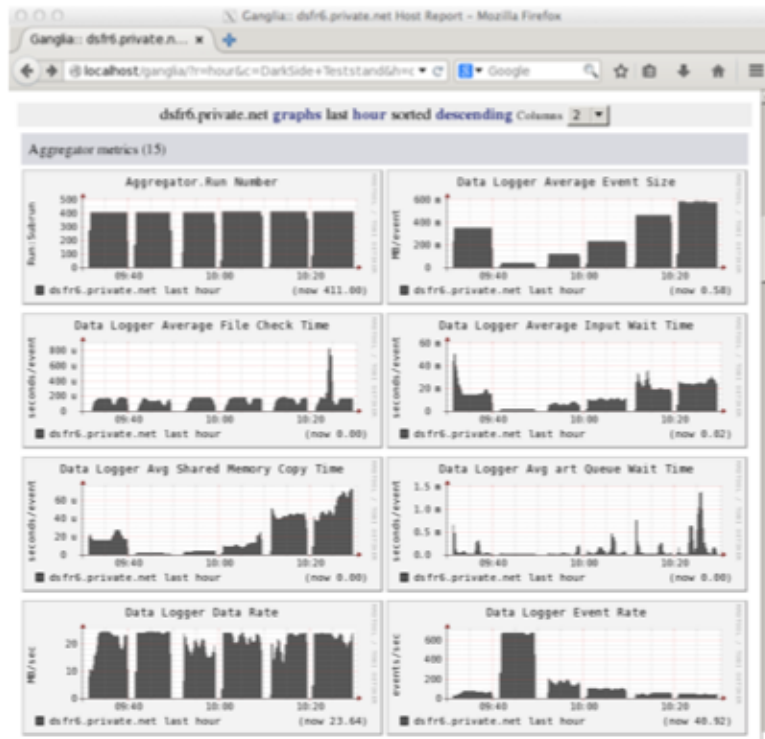 Ganglia:: dsfr6.private.net Host Report - Mozilla Firefox
Ganglia:: dsfr6.private.n... ×
localhost/ganglia/?r=hour&c=DarkSide+Teststand&h=c
Google
dsfr6.private.net graphs last hour sorted descending Columns 2
Aggregator metrics (15)
Aggregator.Run Number
Run:Subrun
500
400
300
200
100
0
09:40 10:00 10:20
dsfr6.private.net last hour (now 411.00)
Data Logger Average Event Size
MB/event
600 m
400 m
200 m
0
09:40 10:00 10:20
dsfr6.private.net last hour (now 0.58)
Data Logger Average File Check Time
seconds/event
800 u
600 u
400 u
200 u
0
09:40 10:00 10:20
dsfr6.private.net last hour (now 0.00)
Data Logger Average Input Wait Time
seconds/event
60 m
40 m
20 m
0
09:40 10:00 10:20
dsfr6.private.net last hour (now 0.02)
Data Logger Avg Shared Memory Copy Time
seconds/event
60 u
40 u
20 u
0
09:40 10:00 10:20
dsfr6.private.net last hour (now 0.00)
Data Logger Avg art Queue Wait Time
seconds/event
1.5 m
1.0 m
0.5 m
0.0
09:40 10:00 10:20
dsfr6.private.net last hour (now 0.00)
Data Logger Data Rate
MB/sec
20
10
0
09:40 10:00 10:20
dsfr6.private.net last hour (now 23.64)
Data Logger Event Rate
events/sec
600
400
200
0
09:40 10:00 10:20
dsfr6.private.net last hour (now 40.92)